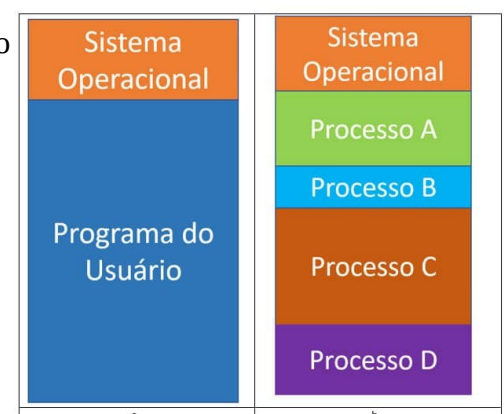 o
Sistema
Operacional
Programa do
Usuário
Sistema
Operacional
Processo A
Processo B
Processo C
Processo D